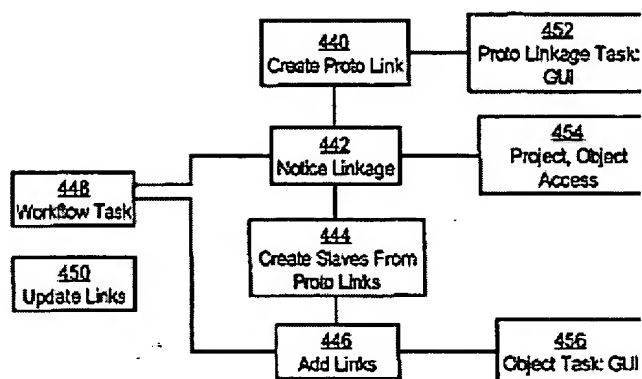 440
Create Proto Link
452
Proto Linkage Task:
GUI
442
Notice Linkage
454
Project, Object
Access
448
Workflow Task
444
Create Slaves From
Proto Links
450
Update Links
446
Add Links
456
Object Task: GUI